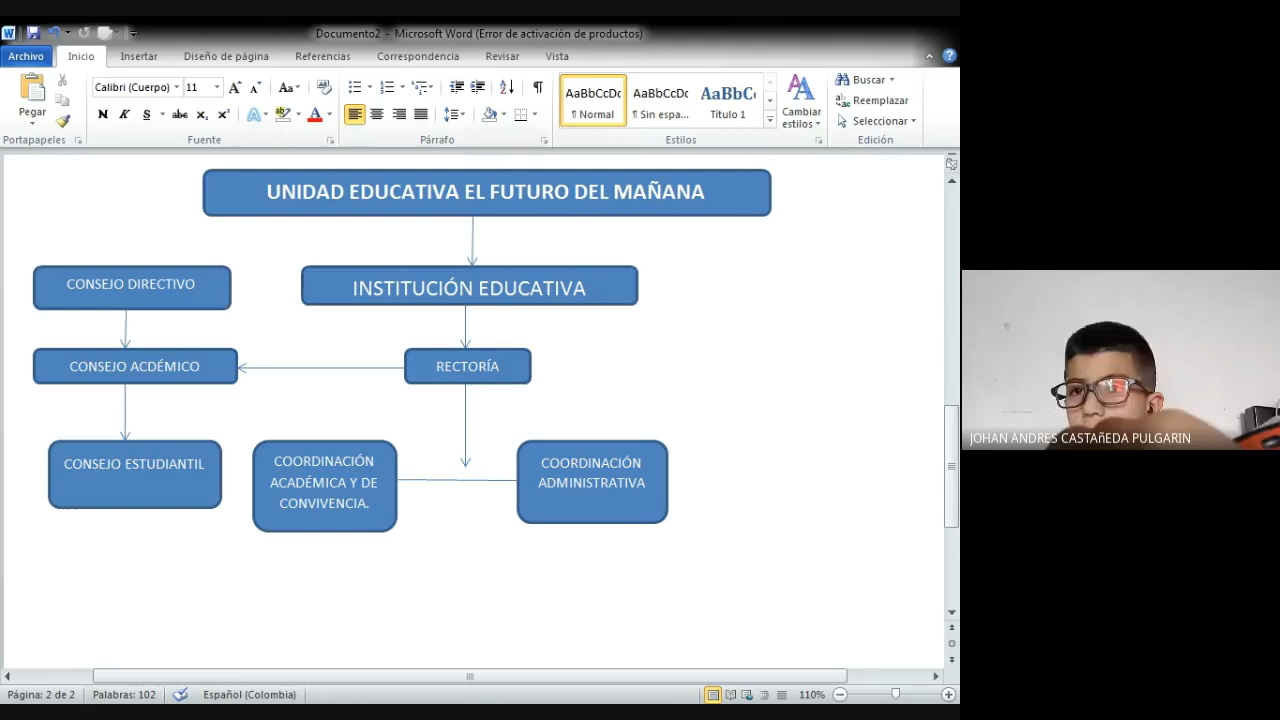 Documento2 - Microsoft Word (Error de activación de productos)
Archivo Inicio Insertar Diseño de página Referencias Correspondencia Revisar Vista
Pegar
Calibri (Cuerpo) 11
Buscar
Reemplazar
Seleccionar
AaBbCcDc AaBbCcDc AaBbC
¶ Normal ¶ Sin espa... Título 1
Cambiar
estilos
Portapapeles Fuente Párrafo Estilos Edición
UNIDAD EDUCATIVA EL FUTURO DEL MAÑANA
CONSEJO DIRECTIVO
INSTITUCIÓN EDUCATIVA
CONSEJO ACDÉMICO
RECTORÍA
CONSEJO ESTUDIANTIL
COORDINACIÓN
ACADÉMICA Y DE
CONVIVENCIA.
COORDINACIÓN
ADMINISTRATIVA
JOHAN ANDRES CASTAñEDA PULGARIN
Página: 2 de 2 Palabras: 102 Español (Colombia) 110%